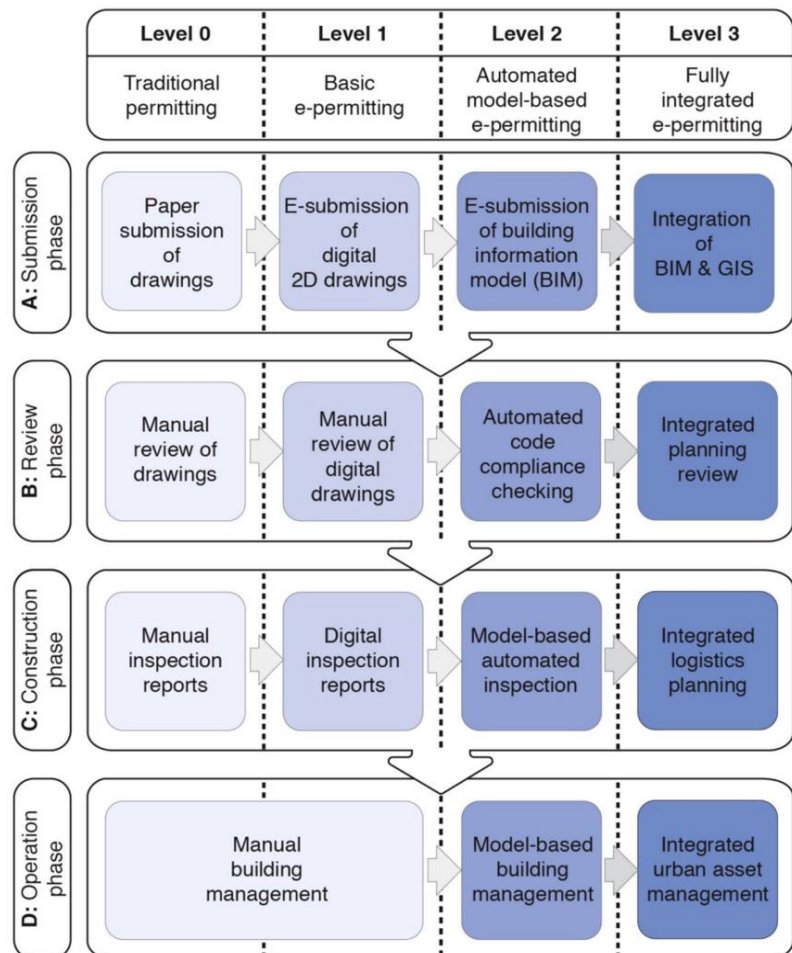 Level 0
Level 1
Level 2
Level 3
Traditional
permitting
Basic
e-permitting
Automated
model-based
e-permitting
Fully
integrated
e-permitting
A: Submission
phase
Paper
submission
of
drawings
E-submission
of
digital
2D drawings
E-submission
of building
information
model (BIM)
Integration
of
BIM & GIS
B: Review
phase
Manual
review of
drawings
Manual
review of
digital
drawings
Automated
code
compliance
checking
Integrated
planning
review
C: Construction
phase
Manual
inspection
reports
Digital
inspection
reports
Model-based
automated
inspection
Integrated
logistics
planning
D: Operation
phase
Manual
building
management
Model-based
building
management
Integrated
urban asset
management